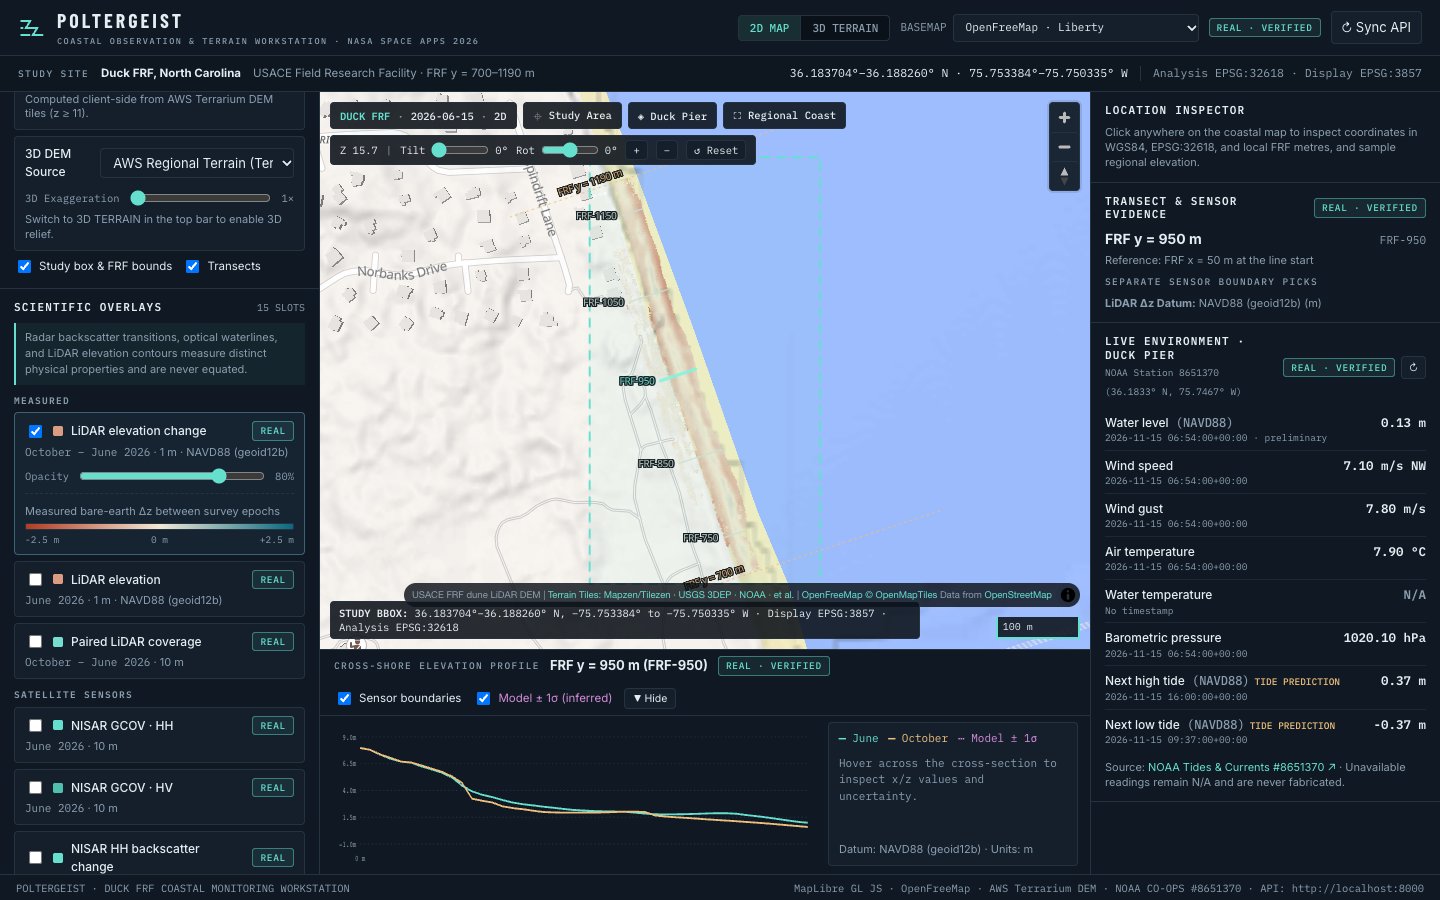 POLTERGEIST
COASTAL OBSERVATION & TERRAIN WORKSTATION · NASA SPACE APPS 2026
2D MAP
3D TERRAIN
BASEMAP
OpenFreeMap · Liberty
REAL · VERIFIED
↻ Sync API
STUDY SITE Duck FRF, North Carolina USACE Field Research Facility · FRF y = 700–1190 m
36.183704°–36.188260° N · 75.753384°–75.750335° W
Analysis EPSG:32618 · Display EPSG:3857
Computed client-side from AWS Terrarium DEM
tiles (z ≥ 11).
3D DEM
Source
AWS Regional Terrain (Ter
3D Exaggeration 1×
Switch to 3D TERRAIN in the top bar to enable 3D
relief.
Study box & FRF bounds
Transects
SCIENTIFIC OVERLAYS 15 SLOTS
Radar backscatter transitions, optical waterlines,
and LiDAR elevation contours measure distinct
physical properties and are never equated.
MEASURED
LiDAR elevation change REAL
October – June 2026 · 1 m · NAVD88 (geoid12b)
Opacity 80%
Measured bare-earth Δz between survey epochs
-2.5 m 0 m +2.5 m
LiDAR elevation REAL
June 2026 · 1 m · NAVD88 (geoid12b)
Paired LiDAR coverage REAL
October – June 2026 · 10 m
SATELLITE SENSORS
NISAR GCOV · HH REAL
June 2026 · 10 m
NISAR GCOV · HV REAL
June 2026 · 10 m
NISAR HH backscatter
change
REAL
DUCK FRF · 2026-06-15 · 2D
Study Area
◈ Duck Pier
Regional Coast
Z 15.7 | Tilt 0° Rot 0° + − ↺ Reset
pindrift Lane
Norbanks Drive
FRF y = 1190 m
FRF-1150
FRF-1050
FRF-950
FRF-850
FRF-750
FRF y = 700 m
USACE FRF dune LiDAR DEM | Terrain Tiles: Mapzen/Tilezen · USGS 3DEP · NOAA · et al. | OpenFreeMap © OpenMapTiles Data from OpenStreetMap
STUDY BBOX: 36.183704°–36.188260° N, −75.753384° to −75.750335° W · Display EPSG:3857 ·
Analysis EPSG:32618
100 m
CROSS-SHORE ELEVATION PROFILE FRF y = 950 m (FRF-950) REAL · VERIFIED
Sensor boundaries
Model ± 1σ (inferred)
▼ Hide
9.0m
6.5m
4.0m
1.5m
-1.0m
0 m
June
October
Model ± 1σ
Hover across the cross-section to
inspect x/z values and
uncertainty.
Datum: NAVD88 (geoid12b) · Units: m
LOCATION INSPECTOR
Click anywhere on the coastal map to inspect coordinates in
WGS84, EPSG:32618, and local FRF metres, and sample
regional elevation.
TRANSECT & SENSOR
EVIDENCE
REAL · VERIFIED
FRF y = 950 m FRF-950
Reference: FRF x = 50 m at the line start
SEPARATE SENSOR BOUNDARY PICKS
LiDAR Δz Datum: NAVD88 (geoid12b) (m)
LIVE ENVIRONMENT ·
DUCK PIER
NOAA Station 8651370
(36.1833° N, 75.7467° W)
REAL · VERIFIED
↻
Water level (NAVD88) 0.13 m
2026-11-15 06:54:00+00:00 · preliminary
Wind speed 7.10 m/s NW
2026-11-15 06:54:00+00:00
Wind gust 7.80 m/s
2026-11-15 06:54:00+00:00
Air temperature 7.90 °C
2026-11-15 06:54:00+00:00
Water temperature N/A
No timestamp
Barometric pressure 1020.10 hPa
2026-11-15 06:54:00+00:00
Next high tide (NAVD88) TIDE PREDICTION 0.37 m
2026-11-15 16:00:00+00:00
Next low tide (NAVD88) TIDE PREDICTION -0.37 m
2026-11-15 09:37:00+00:00
Source: NOAA Tides & Currents #8651370 ↗ · Unavailable
readings remain N/A and are never fabricated.
POLTERGEIST · DUCK FRF COASTAL MONITORING WORKSTATION
MapLibre GL JS · OpenFreeMap · AWS Terrarium DEM · NOAA CO-OPS #8651370 · API: http://localhost:8000